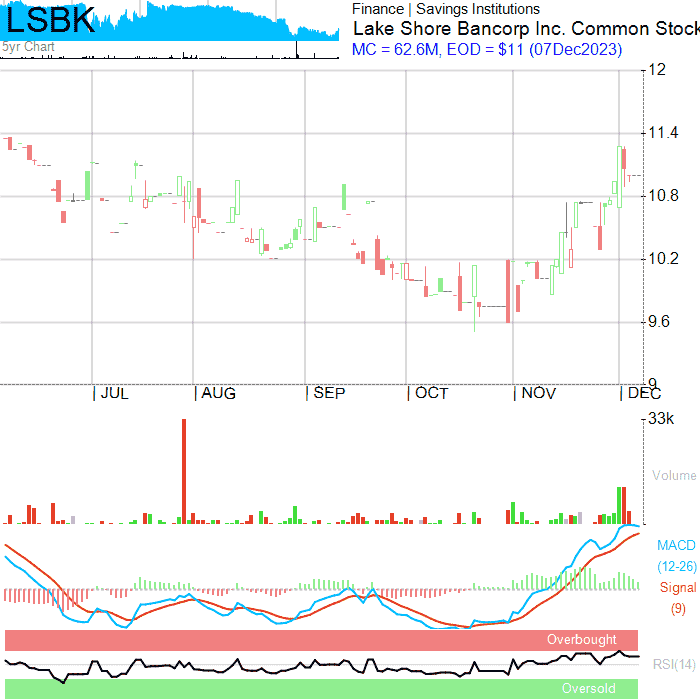 LSBK
5yr Chart
Finance | Savings Institutions
Lake Shore Bancorp Inc. Common Stock
MC = 62.6M, EOD = $11 (07Dec2023)
12
11.4
10.8
10.2
9.6
9
JUL AUG SEP OCT NOV DEC
33k
Volume
MACD
(12-26)
Signal
(9)
Overbought
RSI(14)
Oversold